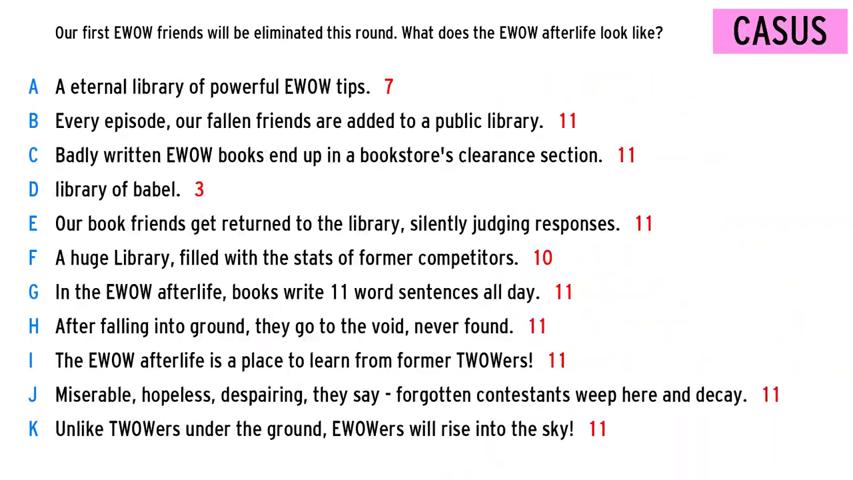 Our first EWOW friends will be eliminated this round. What does the EWOW afterlife look like?
CASUS
A A eternal library of powerful EWOW tips. 7
B Every episode, our fallen friends are added to a public library. 11
C Badly written EWOW books end up in a bookstore's clearance section. 11
D library of babel. 3
E Our book friends get returned to the library, silently judging responses. 11
F A huge Library, filled with the stats of former competitors. 10
G In the EWOW afterlife, books write 11 word sentences all day. 11
H After falling into ground, they go to the void, never found. 11
I The EWOW afterlife is a place to learn from former TWOWers! 11
J Miserable, hopeless, despairing, they say - forgotten contestants weep here and decay. 11
K Unlike TWOWers under the ground, EWOWers will rise into the sky! 11